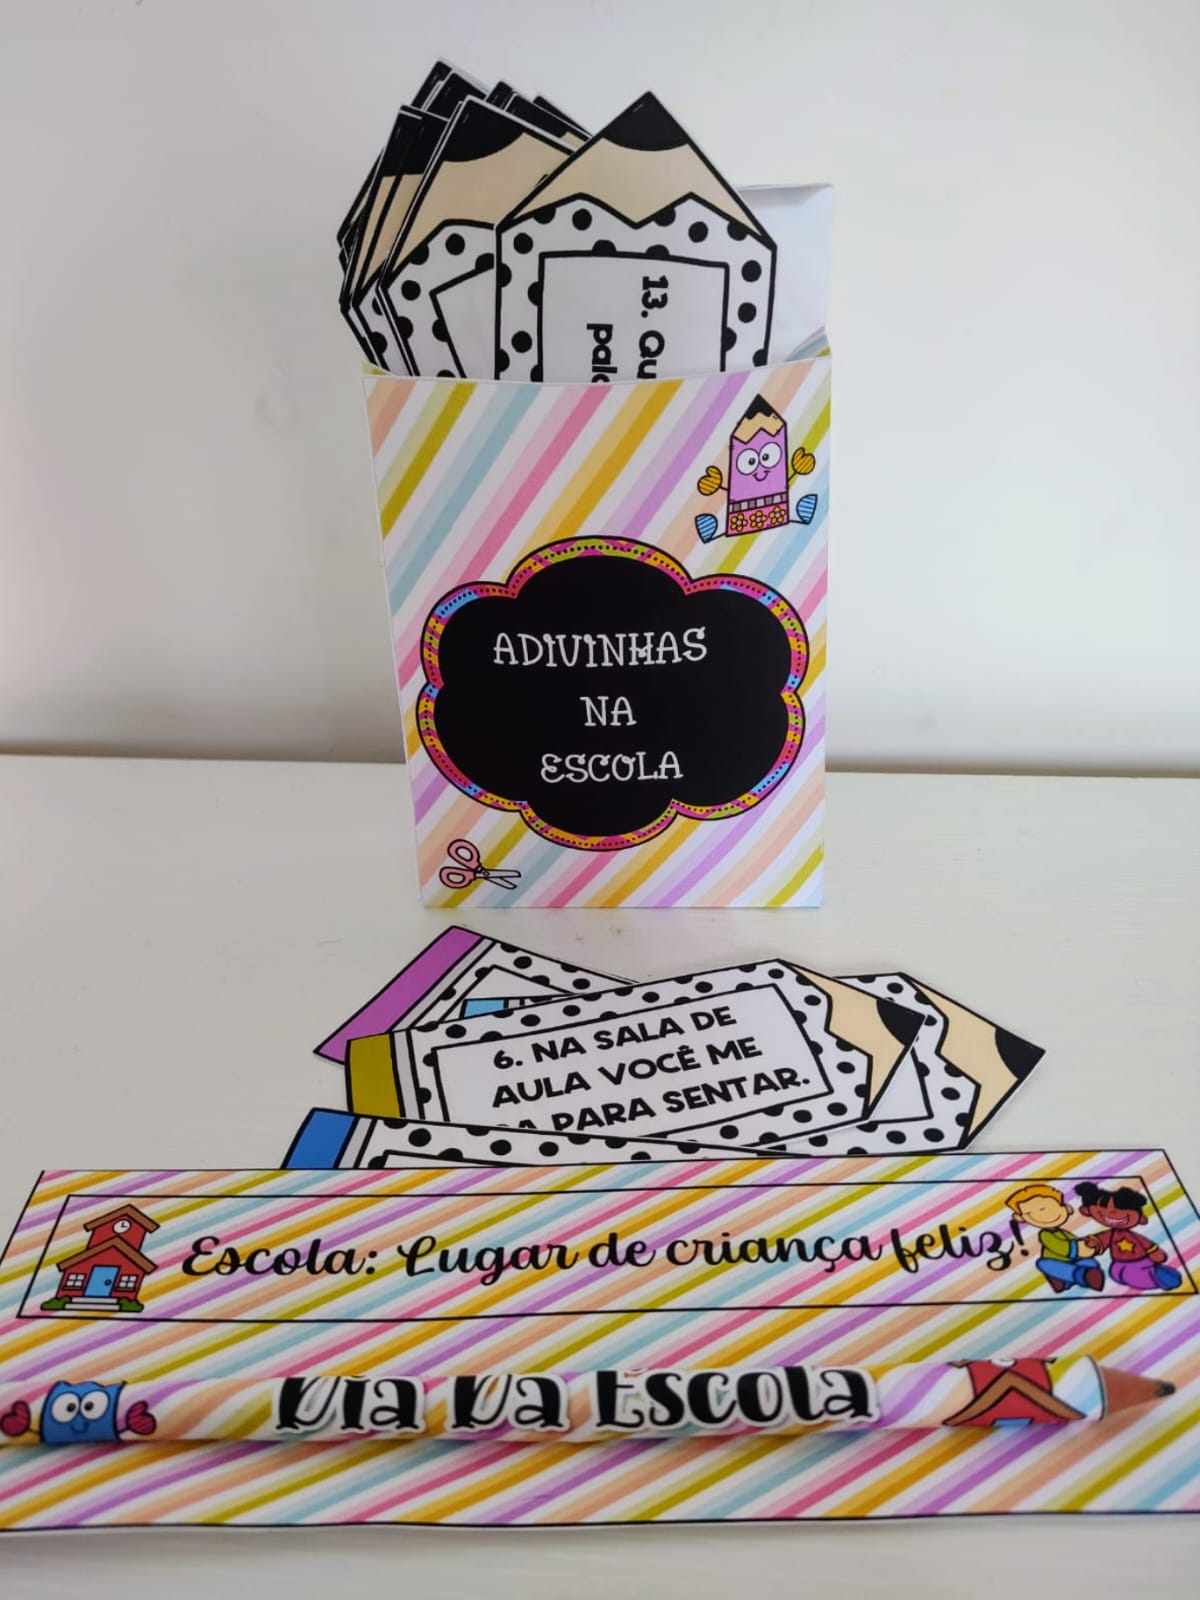 13. Qu
pala
ADIVINHAS
NA
ESCOLA
6. NA SALA DE
AULA VOCÊ ME
PARA SENTAR.
Escola: Lugar de criança feliz!
Dia Da Escola